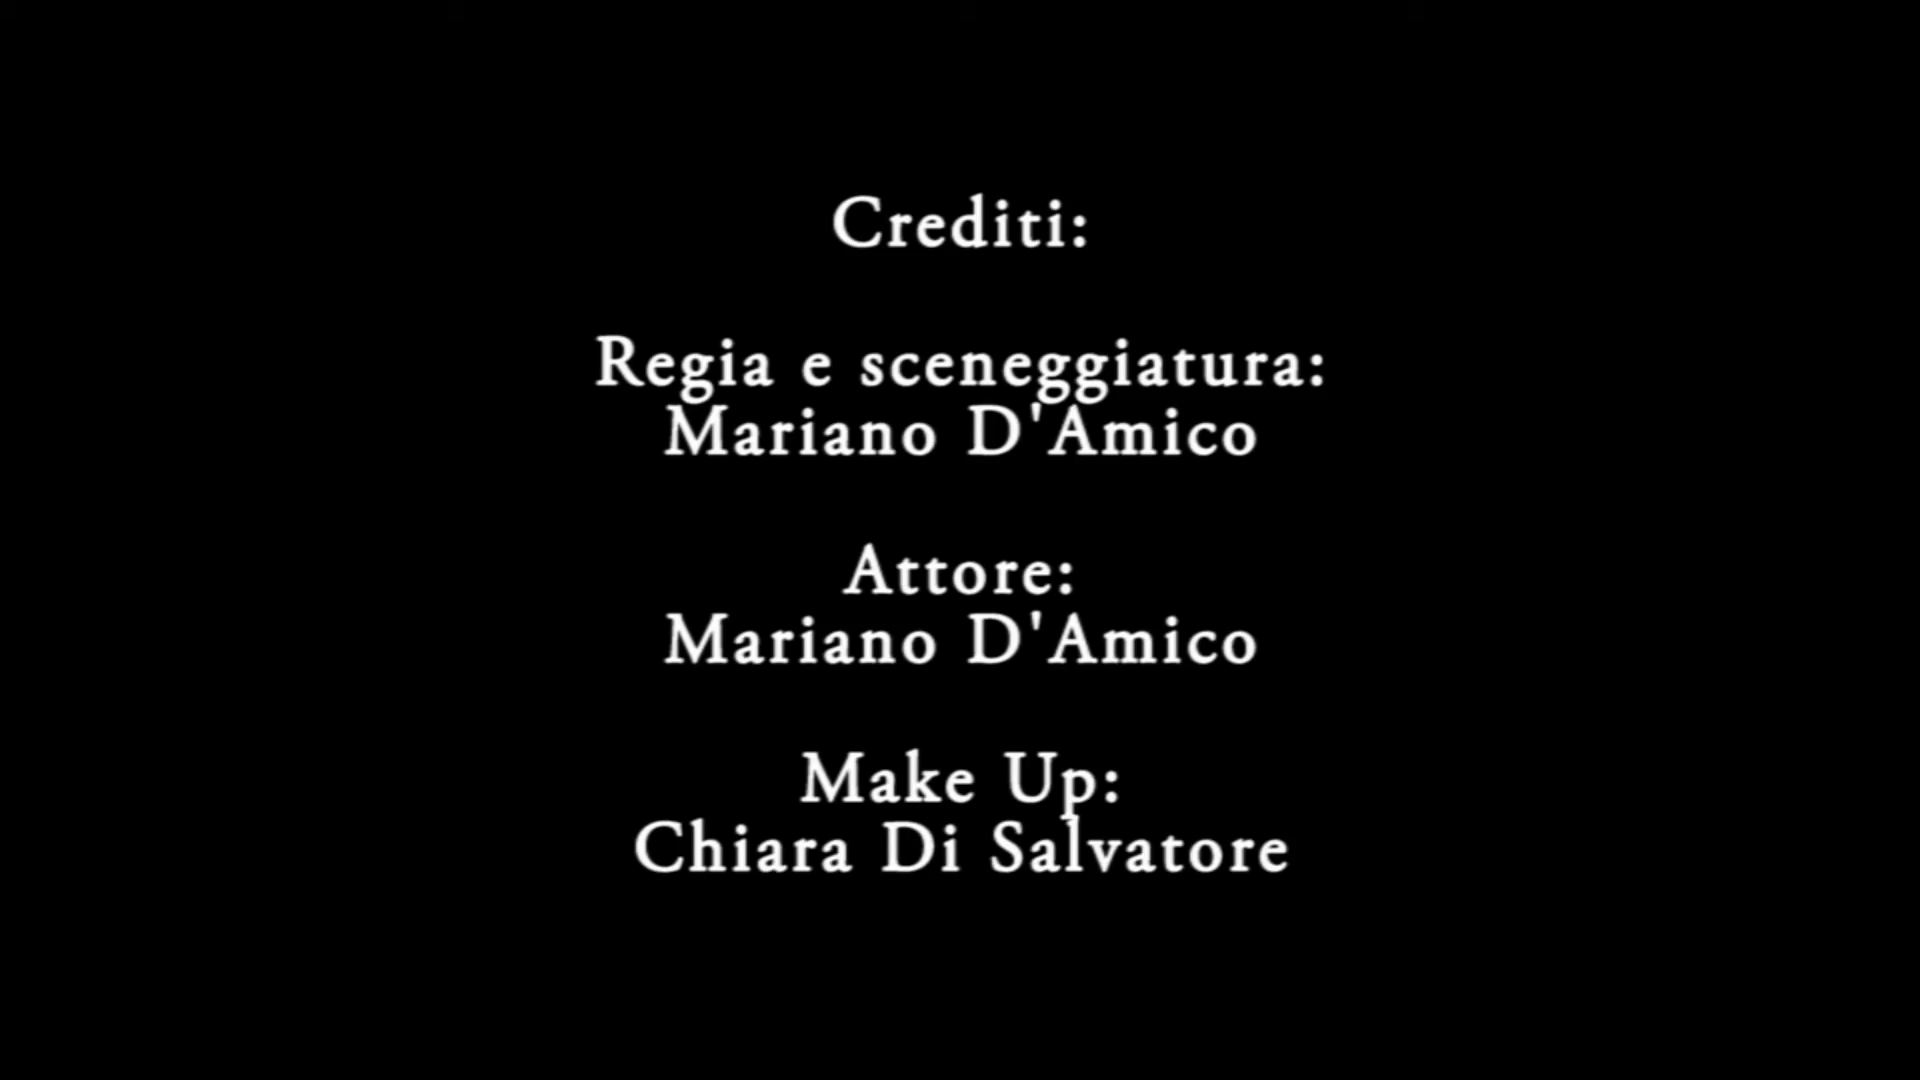 Crediti:
Regia e sceneggiatura:
Mariano D'Amico
Attore:
Mariano D'Amico
Make Up:
Chiara Di Salvatore